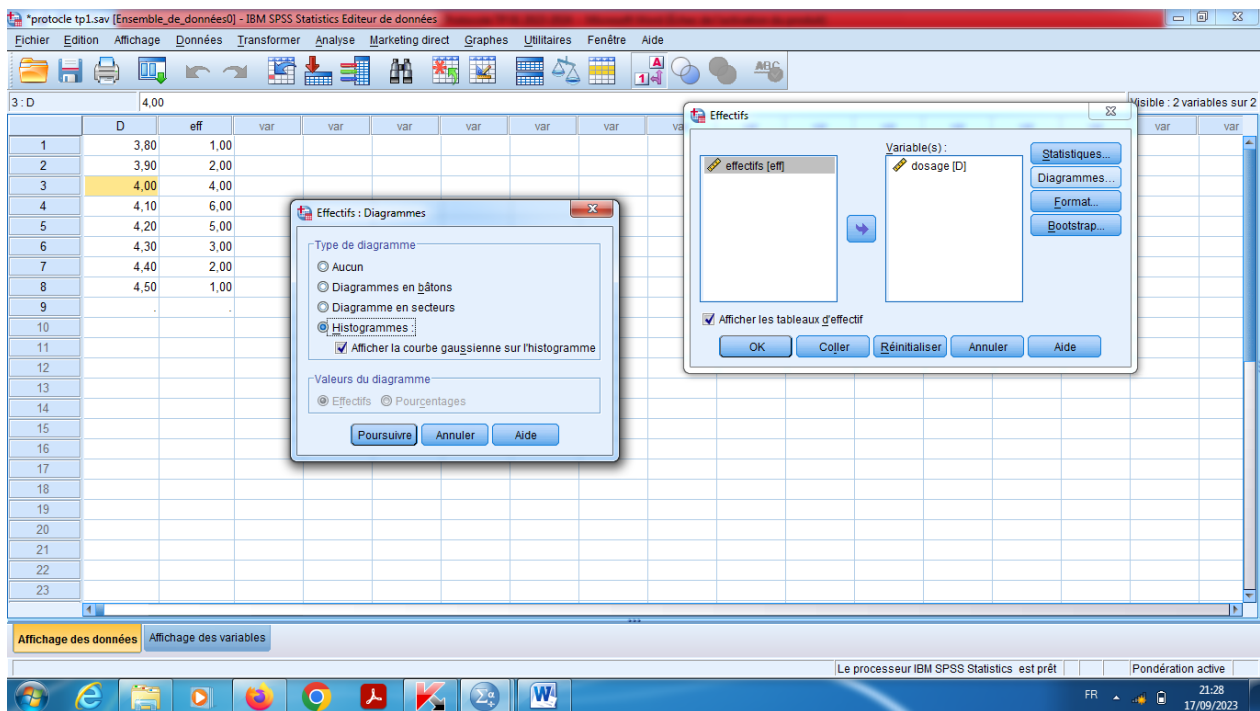 *protocle tp1.sav [Ensemble_de_données0] - IBM SPSS Statistics Editeur de données
Fichier Edition Affichage Données Transformer Analyse Marketing direct Graphes Utilitaires Fenêtre Aide
A
1
4
ABC
3 : D 4,00 Visible : 2 variables sur 2
D eff var var var var var var va var var
1 3,80 1,00
2 3,90 2,00
3 4,00 4,00
4 4,10 6,00
5 4,20 5,00
6 4,30 3,00
7 4,40 2,00
8 4,50 1,00
9 . .
10
11
12
13
14
15
16
17
18
19
20
21
22
23
Effectifs : Diagrammes
Type de diagramme
Aucun
Diagrammes en bâtons
Diagramme en secteurs
Histogrammes :
Afficher la courbe gaussienne sur l'histogramme
Valeurs du diagramme
Effectifs Pourcentages
Poursuivre Annuler Aide
Effectifs
Variable(s) :
effectifs [eff]
dosage [D]
Statistiques...
Diagrammes...
Format...
Bootstrap...
Afficher les tableaux d'effectif
OK Coller Réinitialiser Annuler Aide
Affichage des données Affichage des variables
Le processeur IBM SPSS Statistics est prêt Pondération active
Σα
W
FR
21:28
17/09/2023